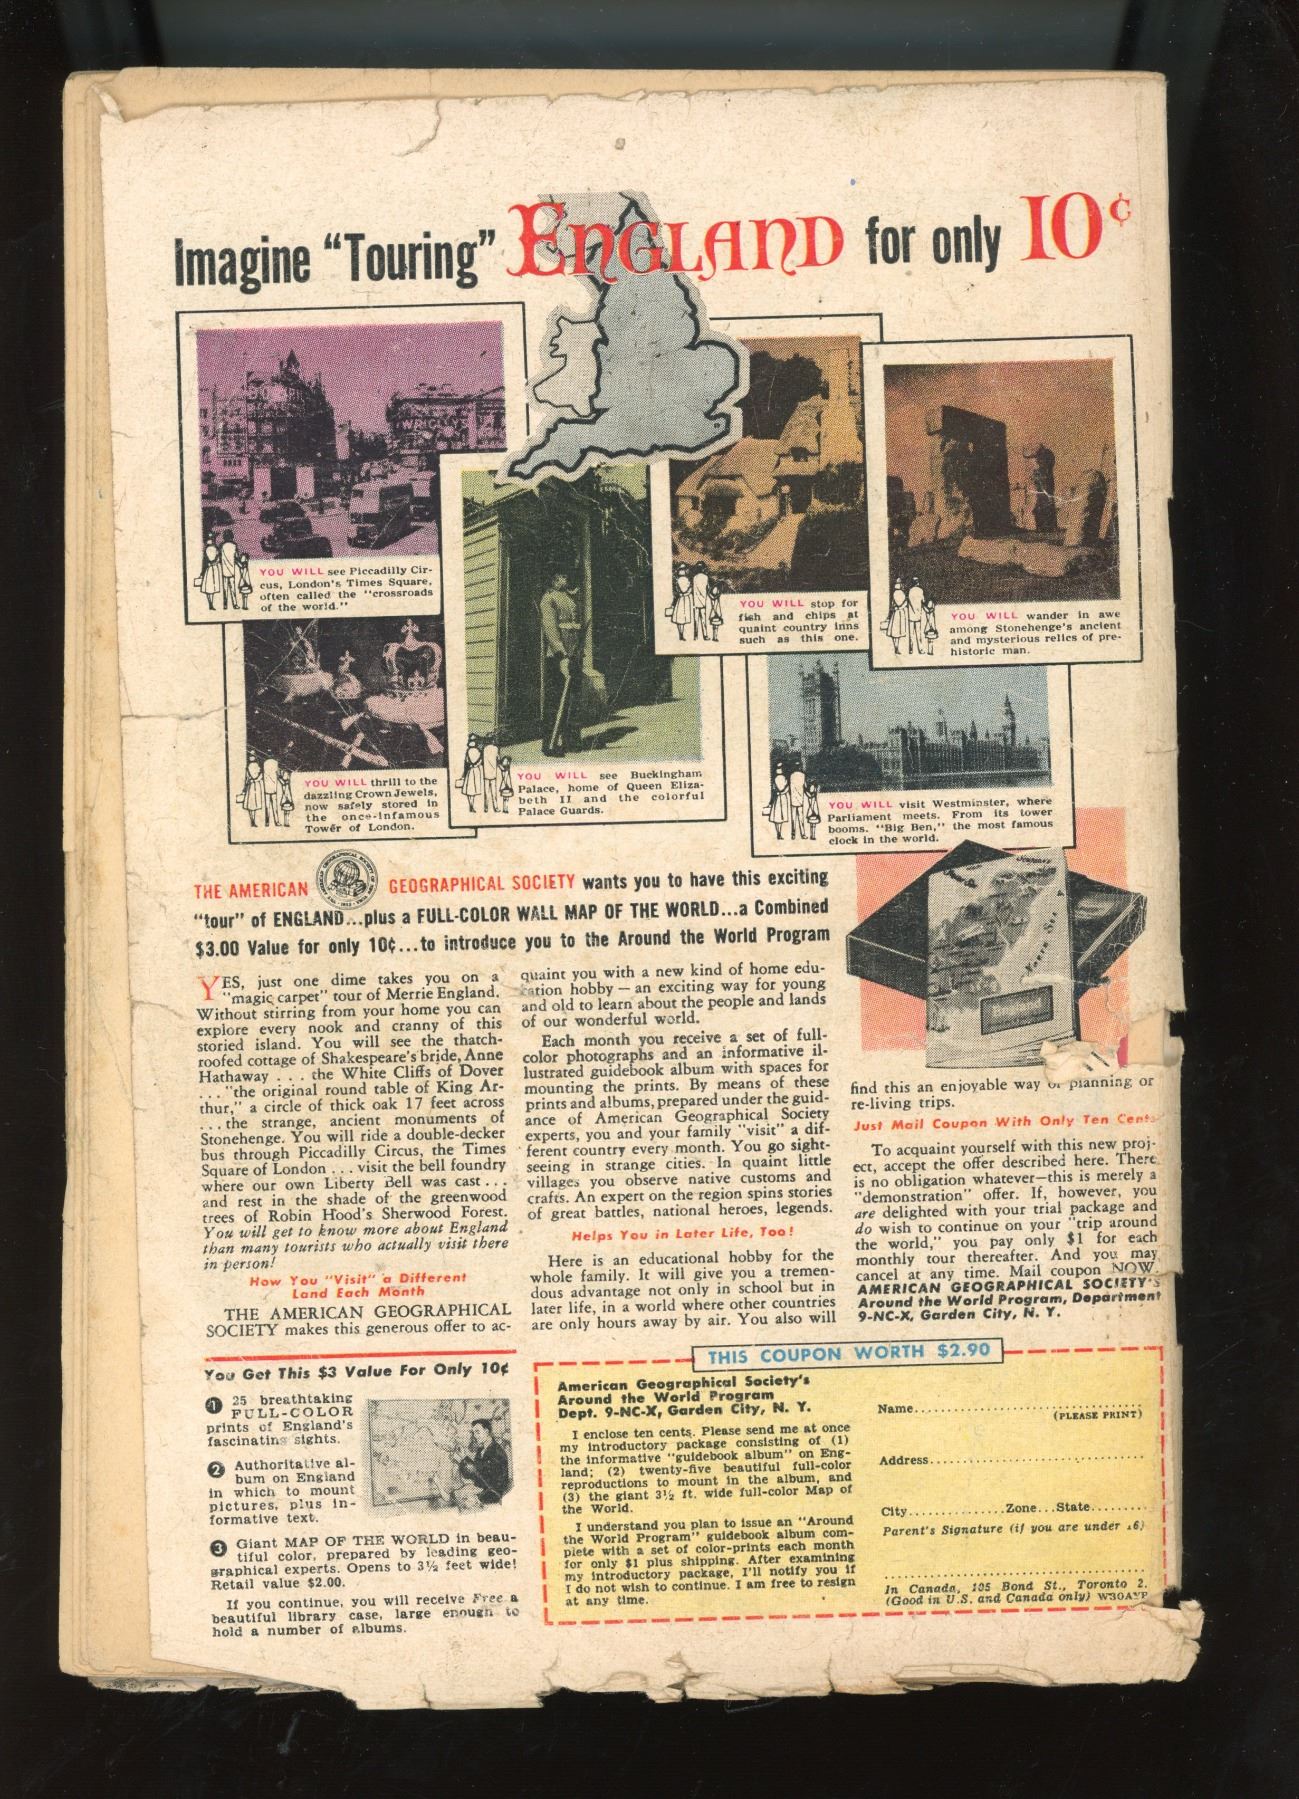 Imagine "Touring" ENGLAND for only 10¢
WRIGLEY'S
YOU WILL see Piccadilly Cir-
cus, London's Times Square,
often called the "crossroads
of the world."
YOU WILL stop for
fish and chips at
quaint country inns
such as this one.
YOU WILL wander in awe
among Stonehenge's ancient
and mysterious relics of pre-
historic man.
YOU WILL thrill to the
dazzling Crown Jewels,
now safely stored in
the once-infamous
Tower of London.
YOU WILL see Buckingham
Palace, home of Queen Eliza-
beth II and the colorful
Palace Guards.
YOU WILL visit Westminster, where
Parliament meets. From its tower
booms. "Big Ben," the most famous
clock in the world.
THE AMERICAN GEOGRAPHICAL SOCIETY wants you to have this exciting
"tour" of ENGLAND...plus a FULL-COLOR WALL MAP OF THE WORLD...a Combined
$3.00 Value for only 10¢...to introduce you to the Around the World Program
YES, just one dime takes you on a
"magic carpet" tour of Merrie England.
Without stirring from your home you can
explore every nook and cranny of this
storied island. You will see the thatch-
roofed cottage of Shakespeare's bride, Anne
Hathaway . . . the White Cliffs of Dover
. . . "the original round table of King Ar-
thur," a circle of thick oak 17 feet across
. . . the strange, ancient monuments of
Stonehenge. You will ride a double-decker
bus through Piccadilly Circus, the Times
Square of London . . . visit the bell foundry
where our own Liberty Bell was cast . . .
and rest in the shade of the greenwood
trees of Robin Hood's Sherwood Forest.
You will get to know more about England
than many tourists who actually visit there
in person!
How You "Visit" a Different
Land Each Month
THE AMERICAN GEOGRAPHICAL
SOCIETY makes this generous offer to ac-
quaint you with a new kind of home edu-
cation hobby — an exciting way for young
and old to learn about the people and lands
of our wonderful world.
Each month you receive a set of full-
color photographs and an informative il-
lustrated guidebook album with spaces for
mounting the prints. By means of these
prints and albums, prepared under the guid-
ance of American Geographical Society
experts, you and your family "visit" a dif-
ferent country every month. You go sight-
seeing in strange cities. In quaint little
villages you observe native customs and
crafts. An expert on the region spins stories
of great battles, national heroes, legends.
Helps You in Later Life, Too!
Here is an educational hobby for the
whole family. It will give you a tremen-
dous advantage not only in school but in
later life, in a world where other countries
are only hours away by air. You also will
NORTH SEA
find this an enjoyable way of planning or
re-living trips.
Just Mail Coupon With Only Ten Cents
To acquaint yourself with this new proj-
ect, accept the offer described here. There
is no obligation whatever—this is merely a
"demonstration" offer. If, however, you
are delighted with your trial package and
do wish to continue on your "trip around
the world," you pay only $1 for each
monthly tour thereafter. And you may
cancel at any time. Mail coupon NOW.
AMERICAN GEOGRAPHICAL SOCIETY'S
Around the World Program, Department
9-NC-X, Garden City, N. Y.
You Get This $3 Value For Only 10¢
1 25 breathtaking
FULL-COLOR
prints of England's
fascinating sights.
2 Authoritative al-
bum on England
in which to mount
pictures, plus in-
formative text.
3 Giant MAP OF THE WORLD in beau-
tiful color, prepared by leading geo-
graphical experts. Opens to 3½ feet wide!
Retail value $2.00.
If you continue, you will receive Free a
beautiful library case, large enough to
hold a number of albums.
THIS COUPON WORTH $2.90
American Geographical Society's
Around the World Program
Dept. 9-NC-X, Garden City, N. Y.
I enclose ten cents. Please send me at once
my introductory package consisting of (1)
the informative "guidebook album" on Eng-
land; (2) twenty-five beautiful full-color
reproductions to mount in the album, and
(3) the giant 3½ ft. wide full-color Map of
the World.
I understand you plan to issue an "Around
the World Program" guidebook album com-
plete with a set of color-prints each month
for only $1 plus shipping. After examining
my introductory package, I'll notify you if
I do not wish to continue. I am free to resign
at any time.
Name..............................
(PLEASE PRINT)
Address..............................
City..............Zone...State.........
Parent's Signature (if you are under 16)
In Canada, 105 Bond St., Toronto 2.
(Good in U.S. and Canada only)